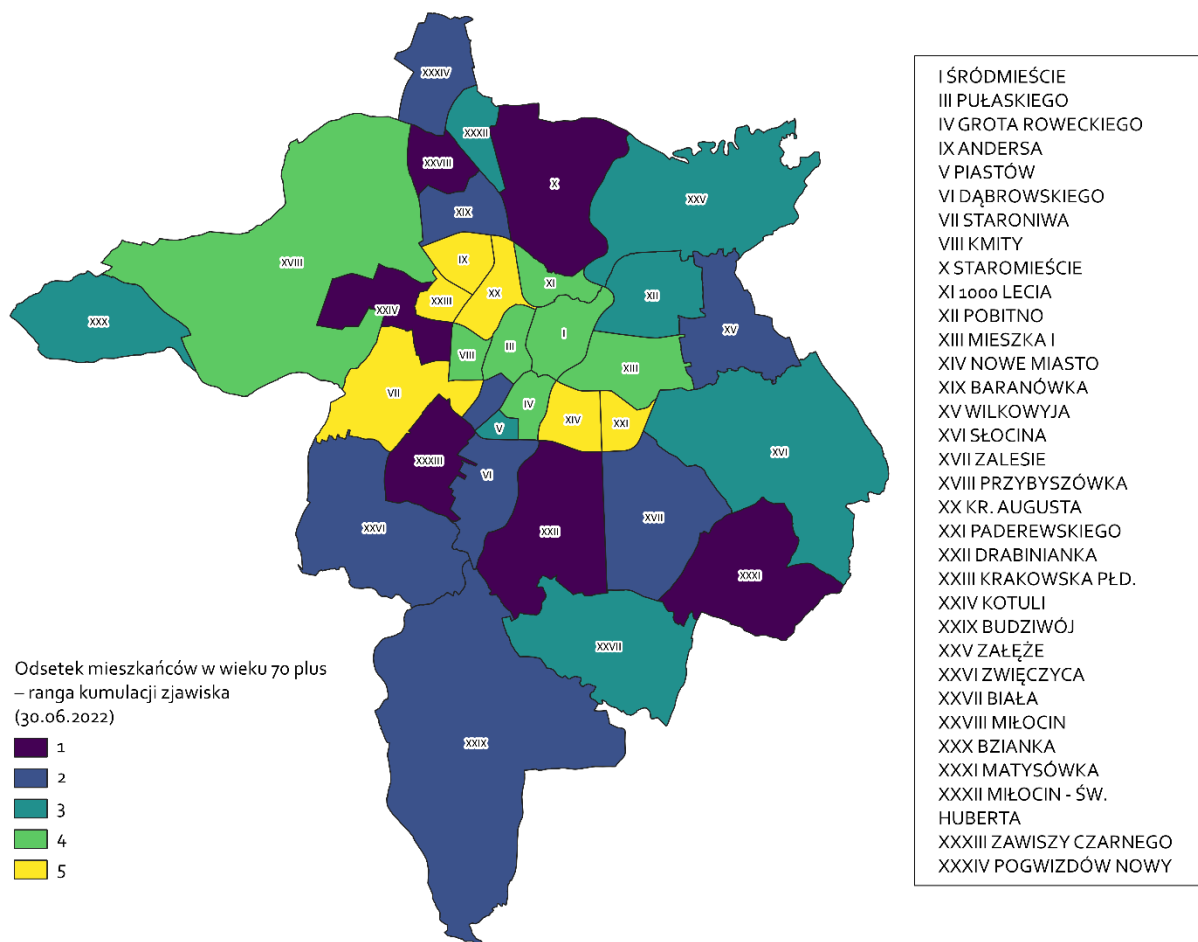 XXXIV
XXXII
XXVIII
X
XXV
XIX
XVIII
IX
XI
XX
XII
XXIII
XXIV
XXX
XV
I
III
VIII
XIII
VII
IV
XIV
XXI
V
XVI
XXXIII
VI
XXII
XVII
XXVI
XXXI
XXVII
XXIX
Odsetek mieszkańców w wieku 70 plus
– ranga kumulacji zjawiska
(30.06.2022)
1
2
3
4
5
I ŚRÓDMIEŚCIE
III PUŁASKIEGO
IV GROTA ROWECKIEGO
IX ANDERSA
V PIASTÓW
VI DĄBROWSKIEGO
VII STARONIWA
VIII KMITY
X STAROMIEŚCIE
XI 1000 LECIA
XII POBITNO
XIII MIESZKA I
XIV NOWE MIASTO
XIX BARANÓWKA
XV WILKOWYJA
XVI SŁOCINA
XVII ZALESIE
XVIII PRZYBYSZÓWKA
XX KR. AUGUSTA
XXI PADEREWSKIEGO
XXII DRABINIANKA
XXIII KRAKOWSKA PŁD.
XXIV KOTULI
XXIX BUDZIWÓJ
XXV ZAŁĘŻE
XXVI ZWIĘCZYCA
XXVII BIAŁA
XXVIII MIŁOCIN
XXX BZIANKA
XXXI MATYSÓWKA
XXXII MIŁOCIN - ŚW.
HUBERTA
XXXIII ZAWISZY CZARNEGO
XXXIV POGWIZDÓW NOWY